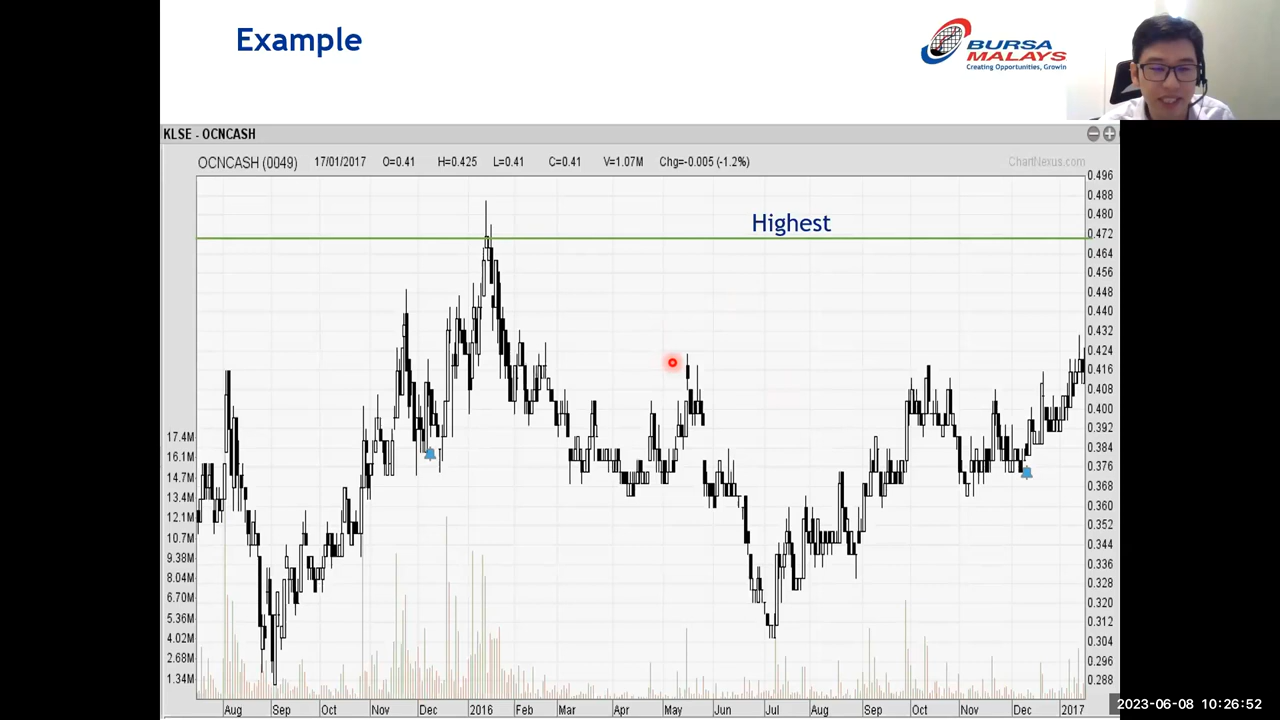 Example
BURSA
MALAYS
Creating Opportunities, Growin
KLSE - OCNCASH
OCNCASH (0049) 17/01/2017 O=0.41 H=0.425 L=0.41 C=0.41 V=1.07M Chg=-0.005 (-1.2%)
ChartNexus.com
Highest
0.496
0.488
0.480
0.472
0.464
0.456
0.448
0.440
0.432
0.424
0.416
0.408
0.400
0.392
0.384
0.376
0.368
0.360
0.352
0.344
0.336
0.328
0.320
0.312
0.304
0.296
0.288
17.4M
16.1M
14.7M
13.4M
12.1M
10.7M
9.38M
8.04M
6.70M
5.36M
4.02M
2.68M
1.34M
Aug Sep Oct Nov Dec 2016 Feb Mar Apr May Jun Jul Aug Sep Oct Nov Dec 2017
2023-06-08 10:26:52